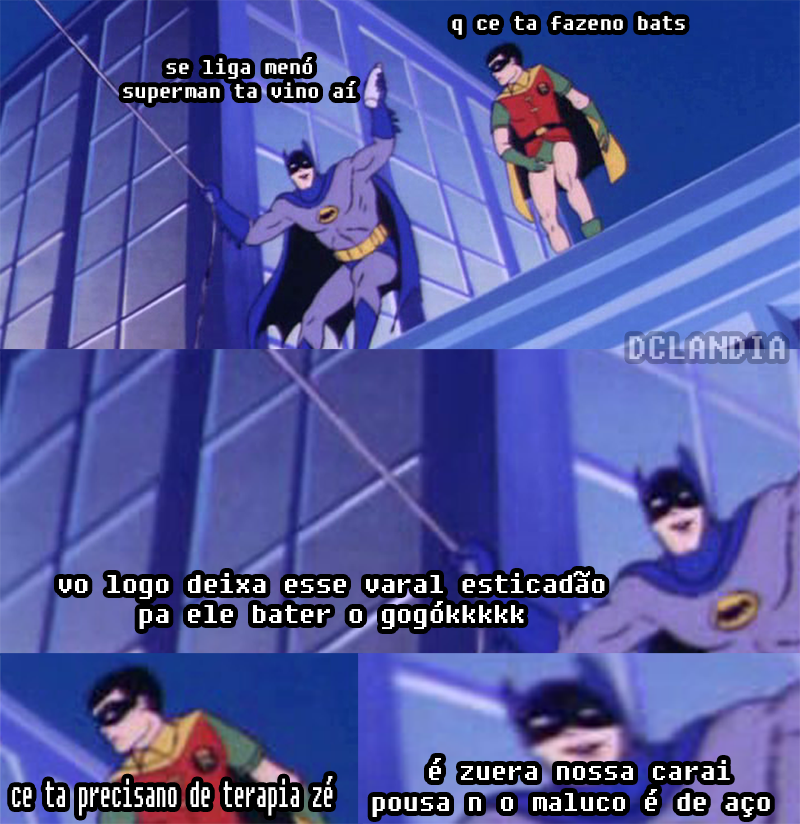 q ce ta fazeno bats
se liga menó
superman ta vino aí
DCLANDIA
vo logo deixa esse varal esticadão
pa ele bater o gogókkkkk
ce ta precisano de terapia zé
é zuera nossa carai
pousa n o maluco é de aço